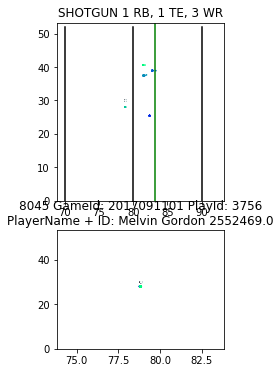 SHOTGUN 1 RB, 1 TE, 3 WR
50
40
30
20
10
0
70 75 80 85 90
8045 GameId: 2017091101 PlayId: 3756
PlayerName + ID: Melvin Gordon 2552469.0
40
20
0
75.0 77.5 80.0 82.5